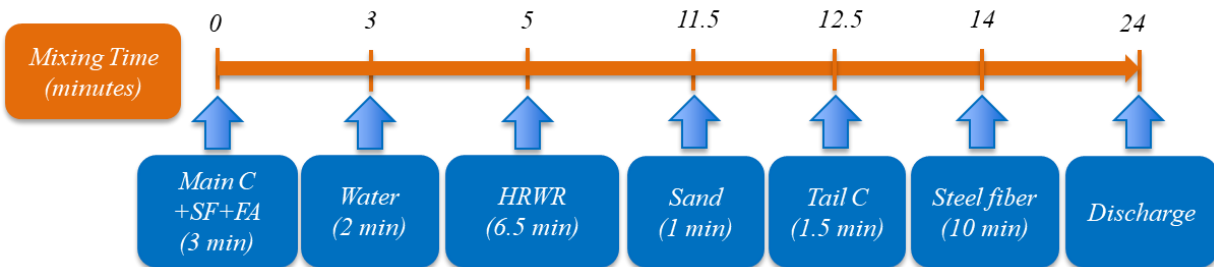 0 3 5 11.5 12.5 14 24
Mixing Time
(minutes)
Main C
+SF+FA
(3 min)
Water
(2 min)
HRWR
(6.5 min)
Sand
(1 min)
Tail C
(1.5 min)
Steel fiber
(10 min)
Discharge